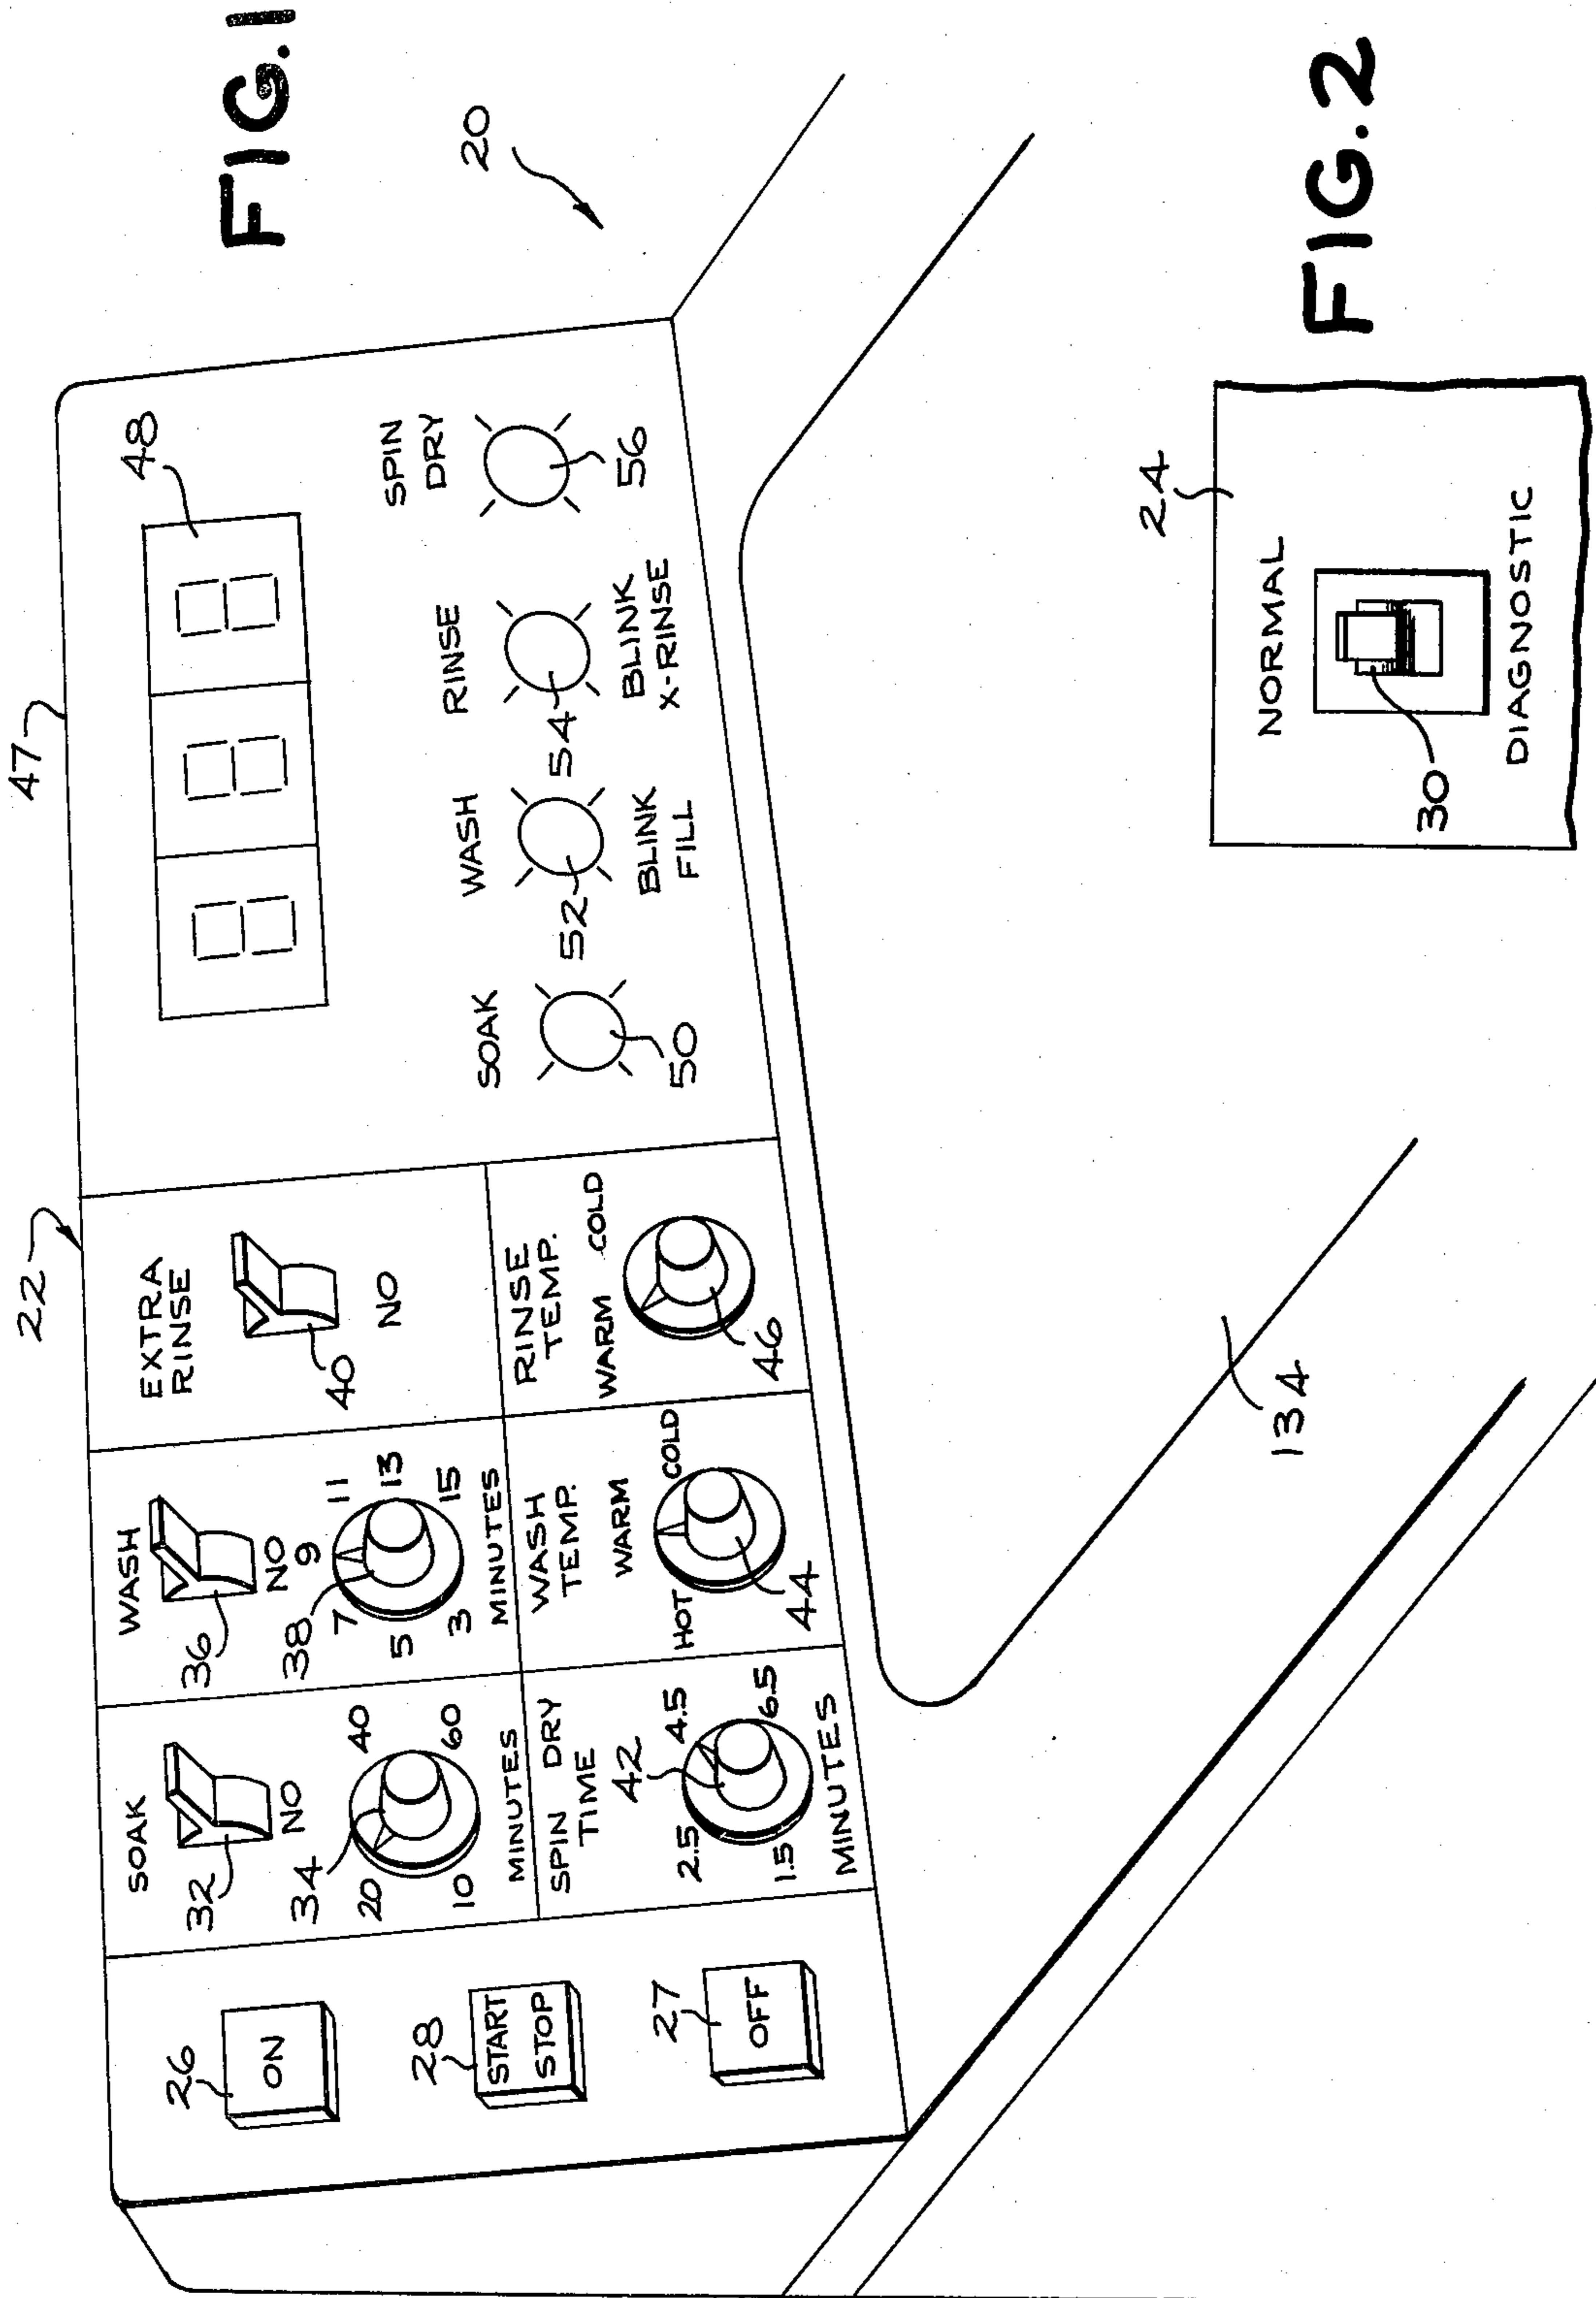 FIG. 1
20
22
47
48
26
ON
28
START
STOP
27
OFF
SOAK
32
NO
34
20
40
10
60
MINUTES
WASH
36
NO
38
7
9
11
5
13
3
15
MINUTES
EXTRA
RINSE
40
NO
SPIN DRY
TIME
42
2.5
4.5
1.5
6.5
MINUTES
WASH
TEMP.
HOT
WARM
COLD
44
RINSE
TEMP.
WARM
COLD
46
SOAK
50
WASH
52
BLINK
FILL
RINSE
54
BLINK
X-RINSE
SPIN
DRY
56
134
FIG. 2
24
NORMAL
30
DIAGNOSTIC